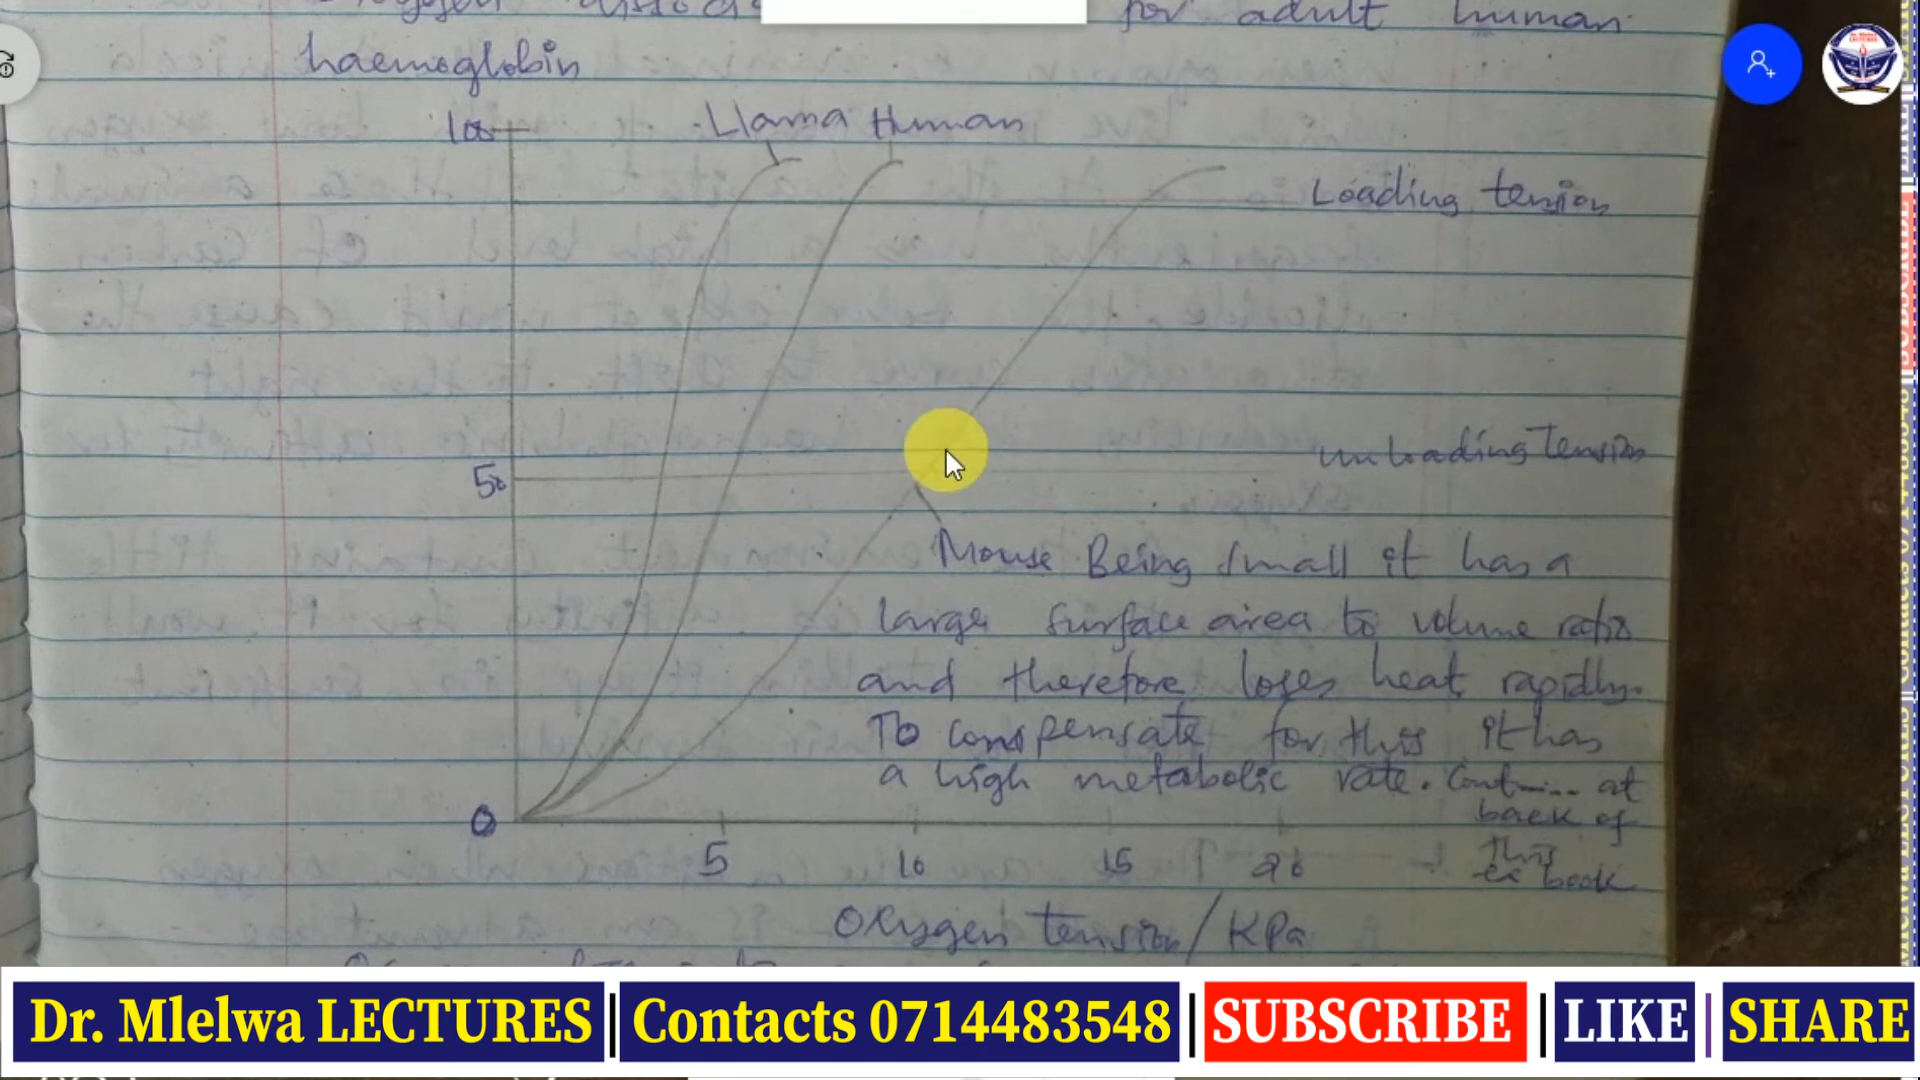 for adult human
haemoglobin
100
Llama Human
Loading tension
50
unloading Tension
Mouse Being small it has a
large surface area to volume ratio
and therefore loses heat rapidly.
To compensate for this it has
a high metabolic rate. Cont---.. at
back of
This
ex book
0
5 10 15 20
Oxygen tension/KPa
Dr. Mlelwa LECTURES | Contacts 0714483548 | SUBSCRIBE | LIKE | SHARE